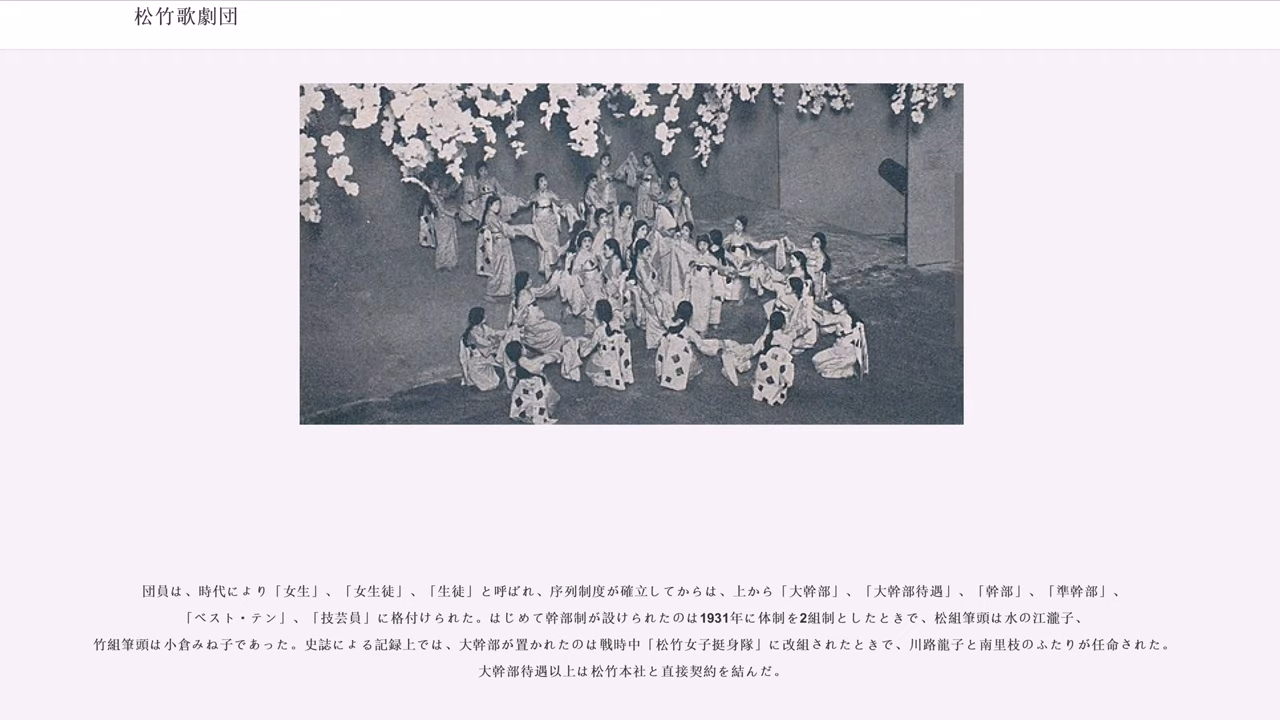 松竹歌劇団
団員は、時代により「女生」、「女生徒」、「生徒」と呼ばれ、序列制度が確立してからは、上から「大幹部」、「大幹部待遇」、「幹部」、「準幹部」、
「ベスト・テン」、「技芸員」に格付けられた。はじめて幹部制が設けられたのは1931年に体制を2組制としたときで、松組筆頭は水の江瀧子、
竹組筆頭は小倉みね子であった。史誌による記録上では、大幹部が置かれたのは戦時中「松竹女子挺身隊」に改組されたときで、川路龍子と南里枝のふたりが任命された。
大幹部待遇以上は松竹本社と直接契約を結んだ。